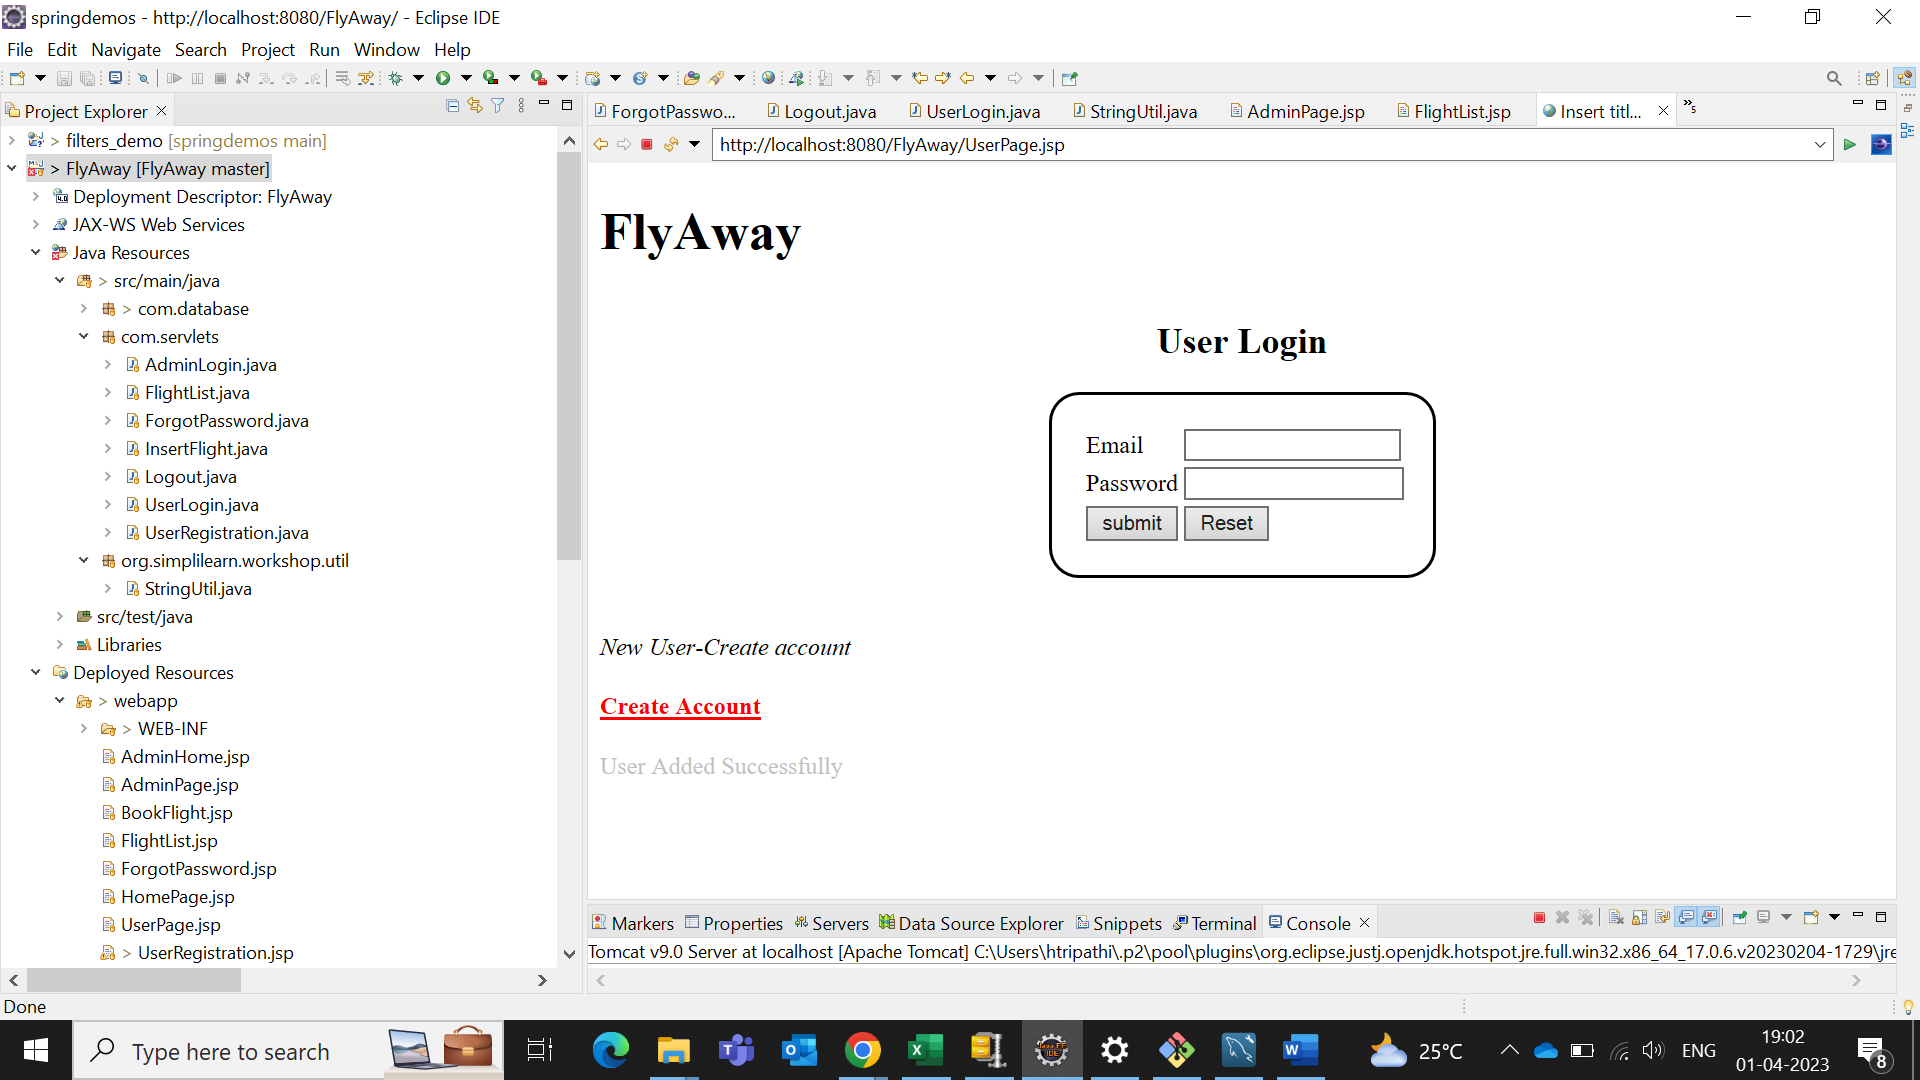 springdemos - http://localhost:8080/FlyAway/ - Eclipse IDE
File Edit Navigate Search Project Run Window Help
Project Explorer
> filters_demo [springdemos main]
> FlyAway [FlyAway master]
Deployment Descriptor: FlyAway
JAX-WS Web Services
Java Resources
> src/main/java
> com.database
com.servlets
AdminLogin.java
FlightList.java
ForgotPassword.java
InsertFlight.java
Logout.java
UserLogin.java
UserRegistration.java
org.simplilearn.workshop.util
StringUtil.java
src/test/java
Libraries
Deployed Resources
> webapp
> WEB-INF
AdminHome.jsp
AdminPage.jsp
BookFlight.jsp
FlightList.jsp
ForgotPassword.jsp
HomePage.jsp
UserPage.jsp
> UserRegistration.jsp
ForgotPasswo... Logout.java UserLogin.java StringUtil.java AdminPage.jsp FlightList.jsp Insert titl... »5
http://localhost:8080/FlyAway/UserPage.jsp
FlyAway
User Login
Email
Password
submit Reset
New User-Create account
Create Account
User Added Successfully
Markers Properties Servers Data Source Explorer Snippets Terminal Console
Tomcat v9.0 Server at localhost [Apache Tomcat] C:\Users\htripathi\.p2\pool\plugins\org.eclipse.justj.openjdk.hotspot.jre.full.win32.x86_64_17.0.6.v20230204-1729\jre
Done
Type here to search
25°C
ENG
19:02
01-04-2023
8